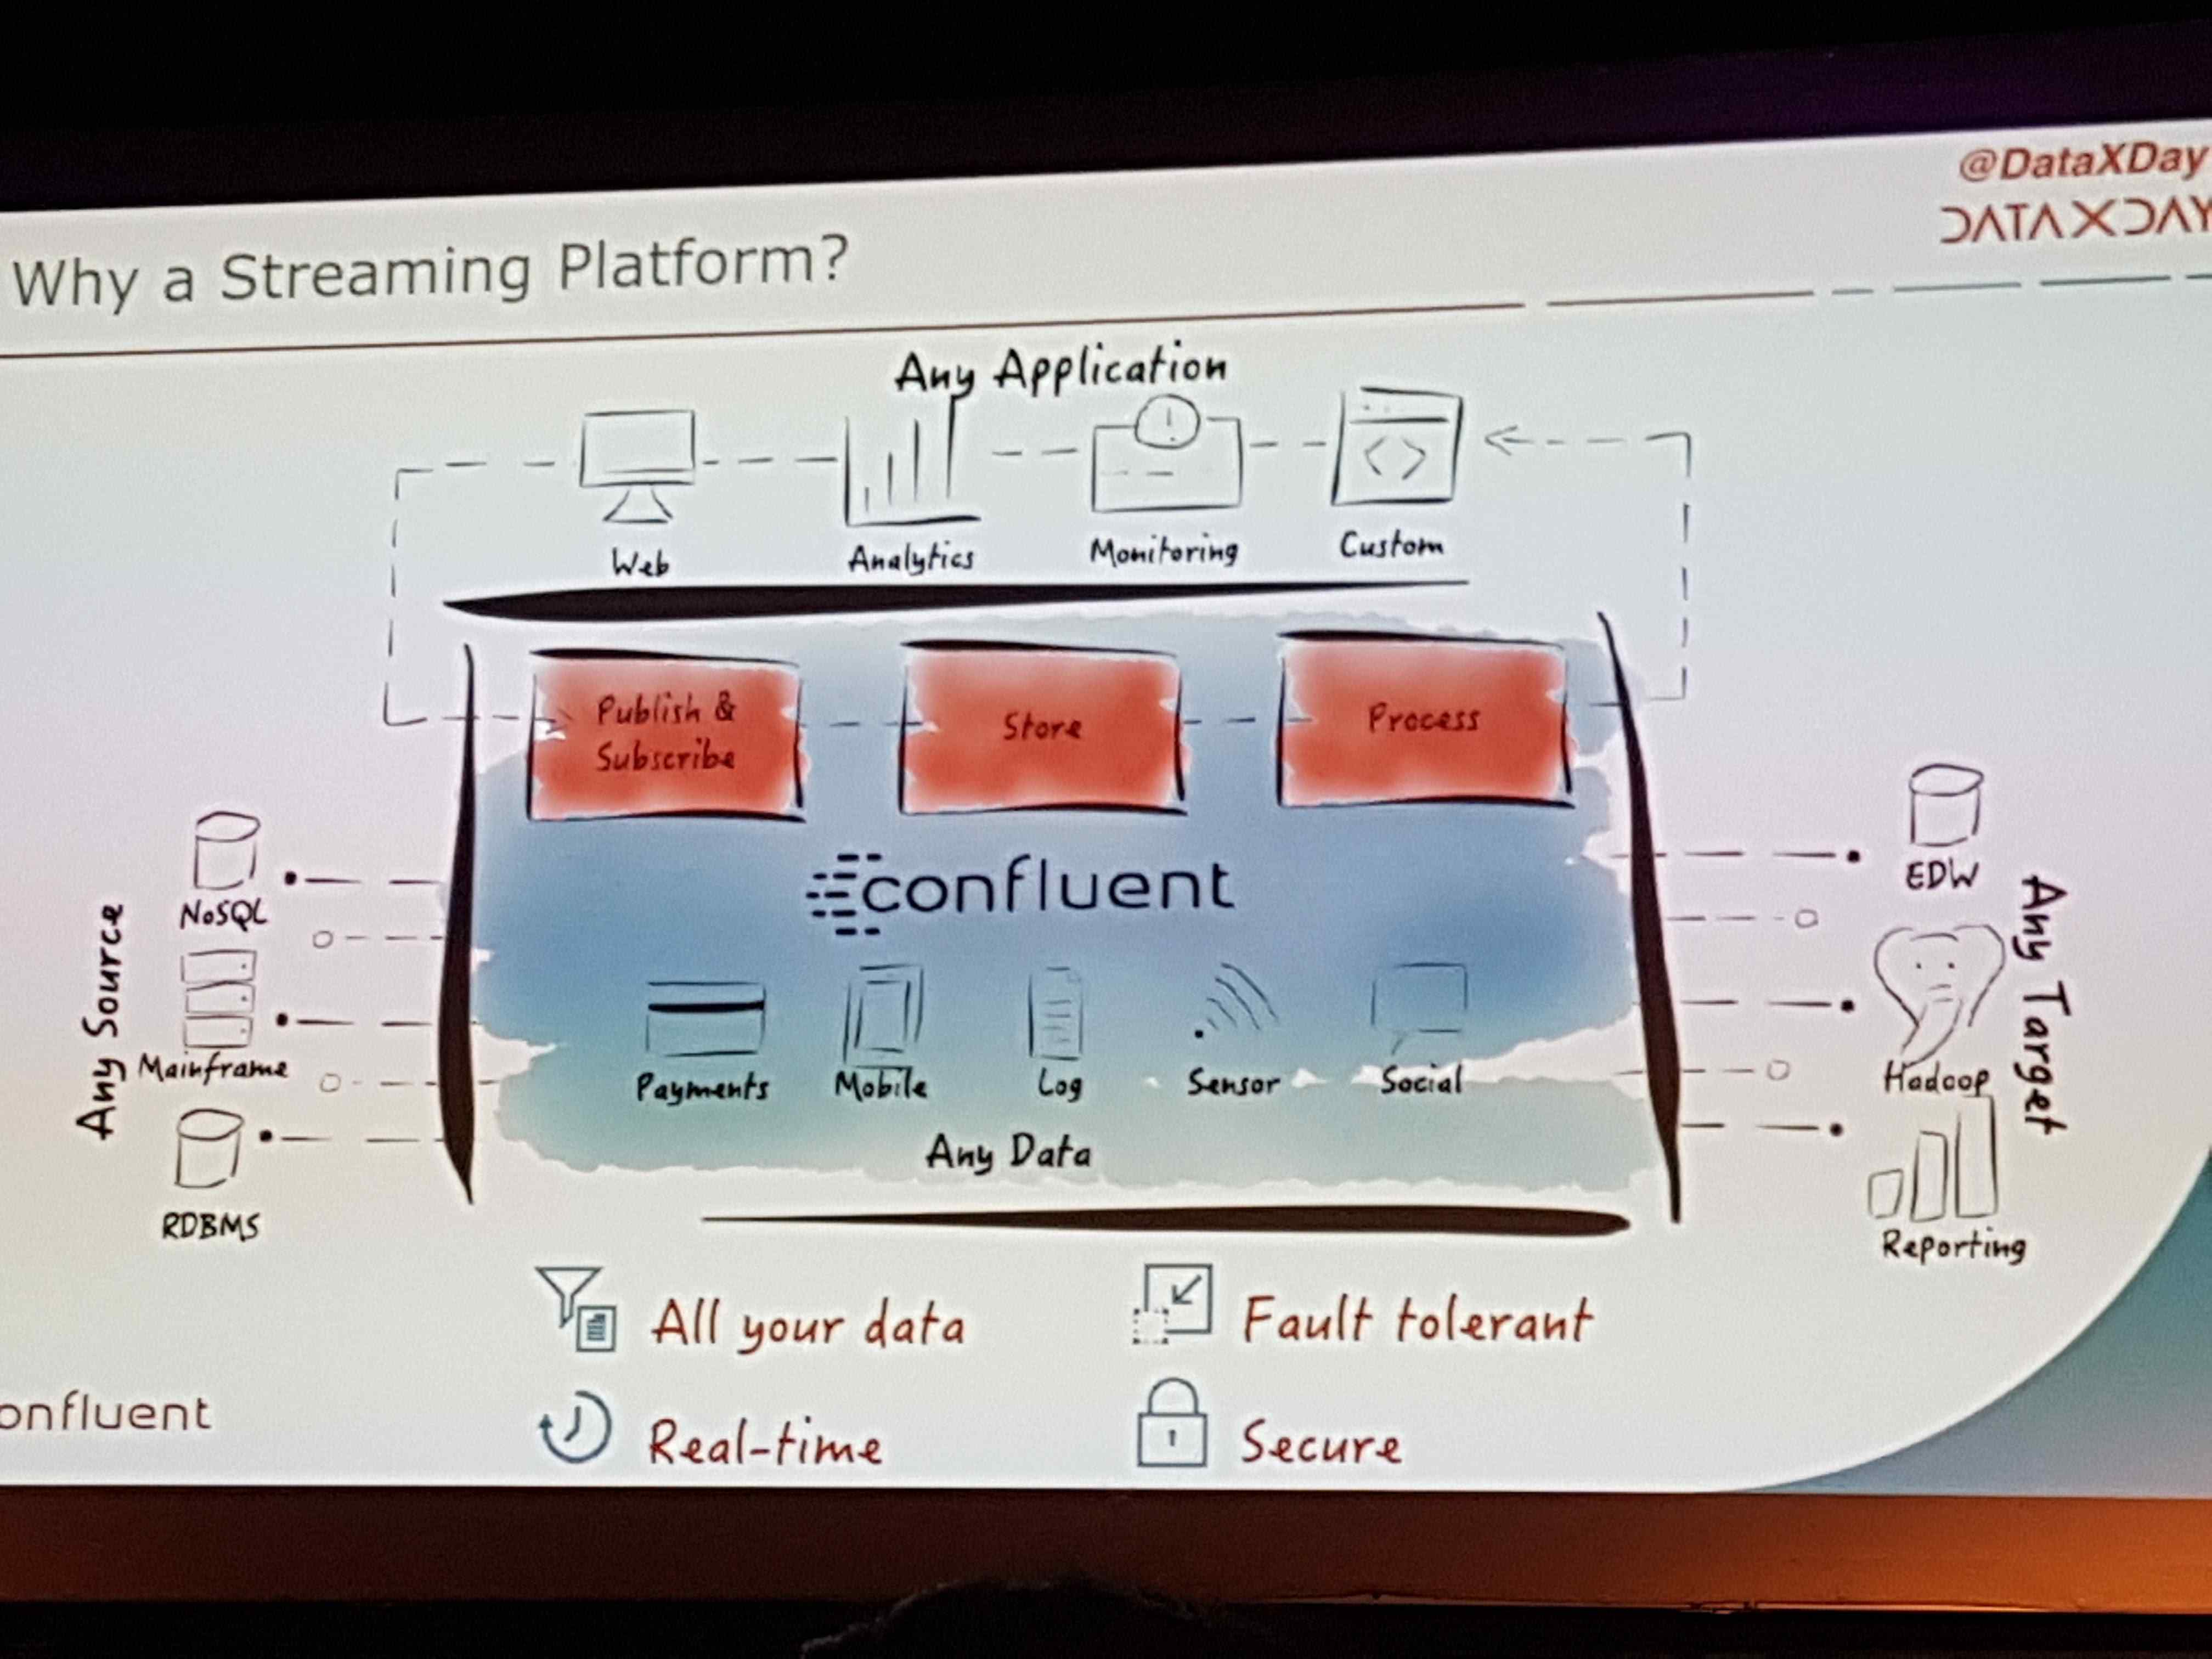 @DataXDay
DATAXDAY
Why a Streaming Platform?
Any Application
Web
Analytics
Monitoring
Custom
Publish &
Subscribe
Store
Process
confluent
Any Source
NoSQL
Mainframe
RDBMS
Payments
Mobile
Log
Sensor
Social
Any Data
EDW
Hadoop
Reporting
Any Target
All your data
Fault tolerant
Real-time
Secure
onfluent